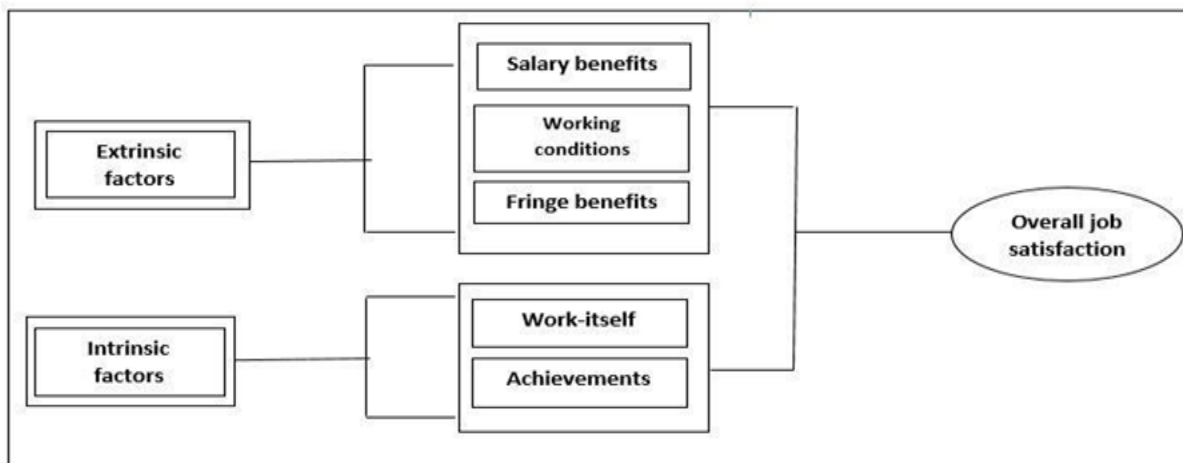 Extrinsic
factors
Salary benefits
Working
conditions
Fringe benefits
Intrinsic
factors
Work-itself
Achievements
Overall job
satisfaction